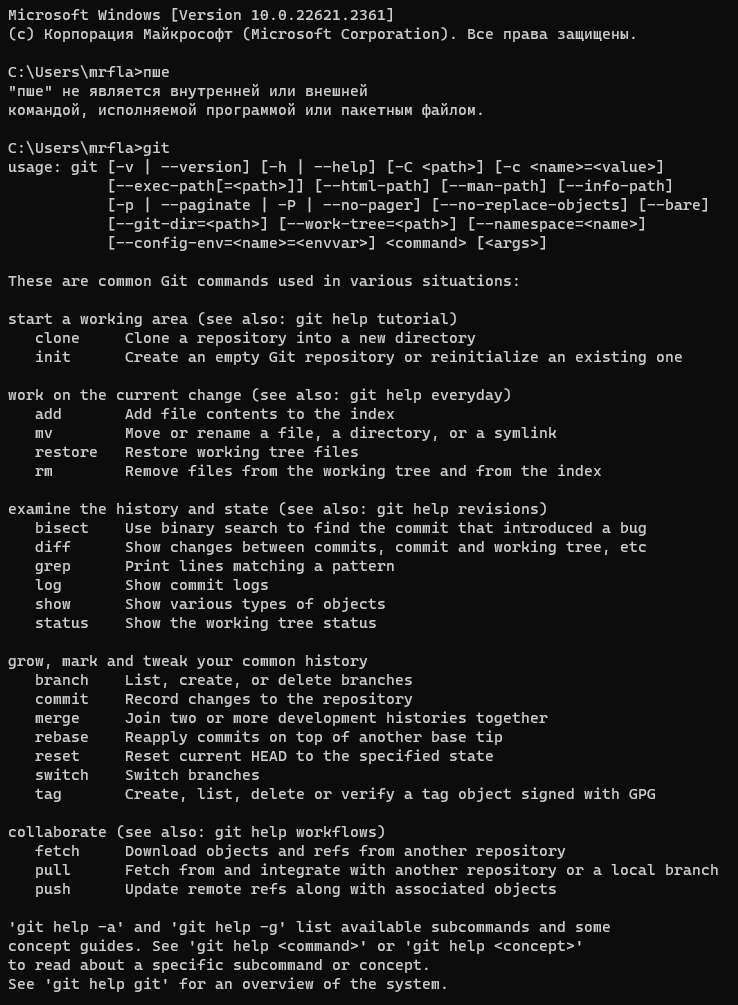 Microsoft Windows [Version 10.0.22621.2361]
(c) Корпорация Майкрософт (Microsoft Corporation). Все права защищены.
C:\Users\mrfla>пше
"пше" не является внутренней или внешней
командой, исполняемой программой или пакетным файлом.
C:\Users\mrfla>git
usage: git [-v | --version] [-h | --help] [-C <path>] [-c <name>=<value>]
           [--exec-path[=<path>]] [--html-path] [--man-path] [--info-path]
           [-p | --paginate | -P | --no-pager] [--no-replace-objects] [--bare]
           [--git-dir=<path>] [--work-tree=<path>] [--namespace=<name>]
           [--config-env=<name>=<envvar>] <command> [<args>]
These are common Git commands used in various situations:
start a working area (see also: git help tutorial)
   clone     Clone a repository into a new directory
   init      Create an empty Git repository or reinitialize an existing one
work on the current change (see also: git help everyday)
   add       Add file contents to the index
   mv        Move or rename a file, a directory, or a symlink
   restore   Restore working tree files
   rm        Remove files from the working tree and from the index
examine the history and state (see also: git help revisions)
   bisect    Use binary search to find the commit that introduced a bug
   diff      Show changes between commits, commit and working tree, etc
   grep      Print lines matching a pattern
   log       Show commit logs
   show      Show various types of objects
   status    Show the working tree status
grow, mark and tweak your common history
   branch    List, create, or delete branches
   commit    Record changes to the repository
   merge     Join two or more development histories together
   rebase    Reapply commits on top of another base tip
   reset     Reset current HEAD to the specified state
   switch    Switch branches
   tag       Create, list, delete or verify a tag object signed with GPG
collaborate (see also: git help workflows)
   fetch     Download objects and refs from another repository
   pull      Fetch from and integrate with another repository or a local branch
   push      Update remote refs along with associated objects
'git help -a' and 'git help -g' list available subcommands and some
concept guides. See 'git help <command>' or 'git help <concept>'
to read about a specific subcommand or concept.
See 'git help git' for an overview of the system.